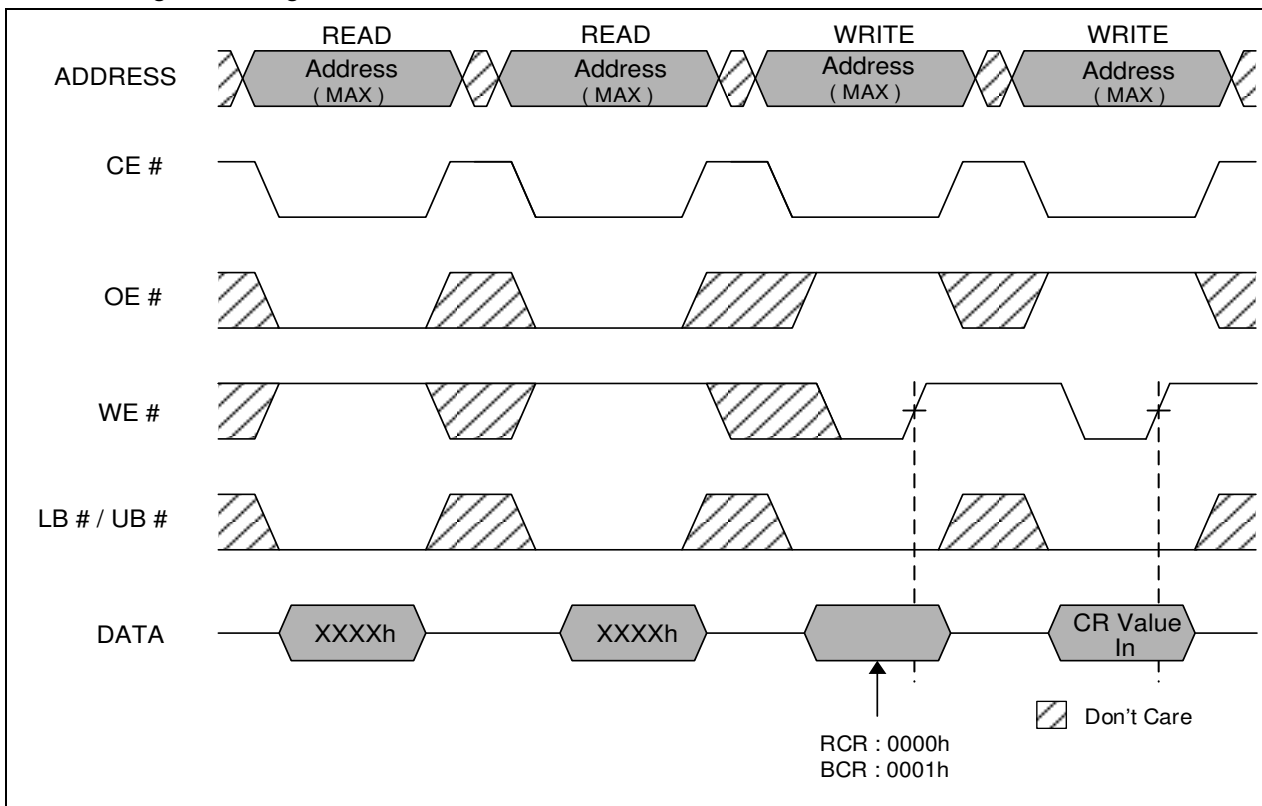 READ READ WRITE WRITE
ADDRESS Address Address Address Address
( MAX ) ( MAX ) ( MAX ) ( MAX )
CE #
OE #
WE #
LB # / UB #
DATA XXXXh XXXXh CR Value
In
Don't Care
RCR : 0000h
BCR : 0001h